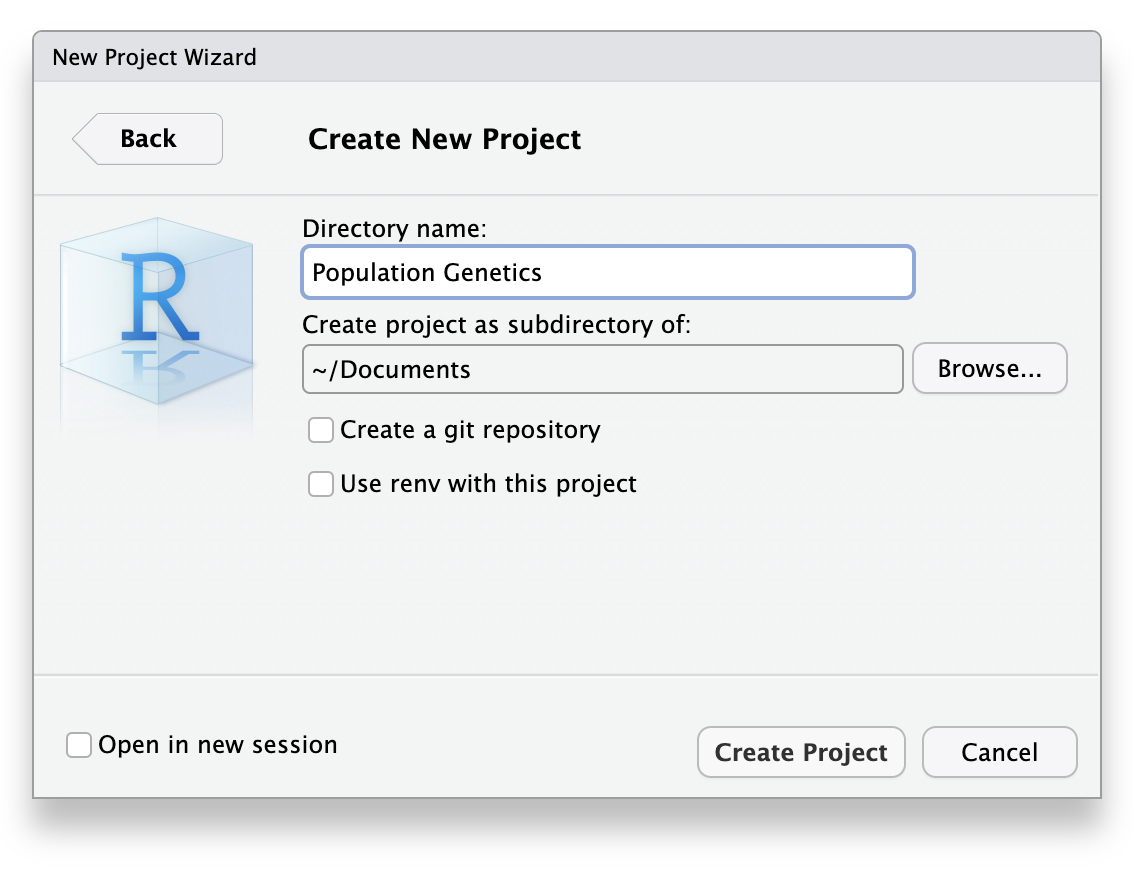 New Project Wizard
Back
Create New Project
R
Directory name:
Population Genetics
Create project as subdirectory of:
~/Documents
Browse...
Create a git repository
Use renv with this project
Open in new session
Create Project
Cancel